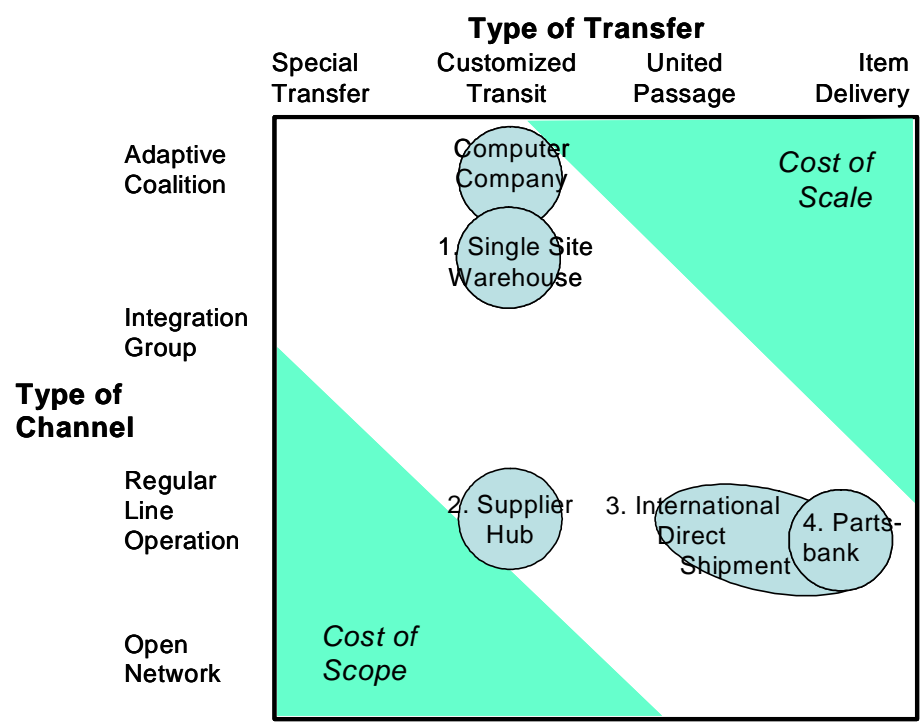 Type of Transfer
Special
Transfer
Customized
Transit
United
Passage
Item
Delivery
Type of
Channel
Adaptive
Coalition
Integration
Group
Regular
Line
Operation
Open
Network
Computer
Company
1. Single Site
Warehouse
Cost of
Scale
2. Supplier
Hub
3. International
Direct
Shipment
4. Parts-
bank
Cost of
Scope